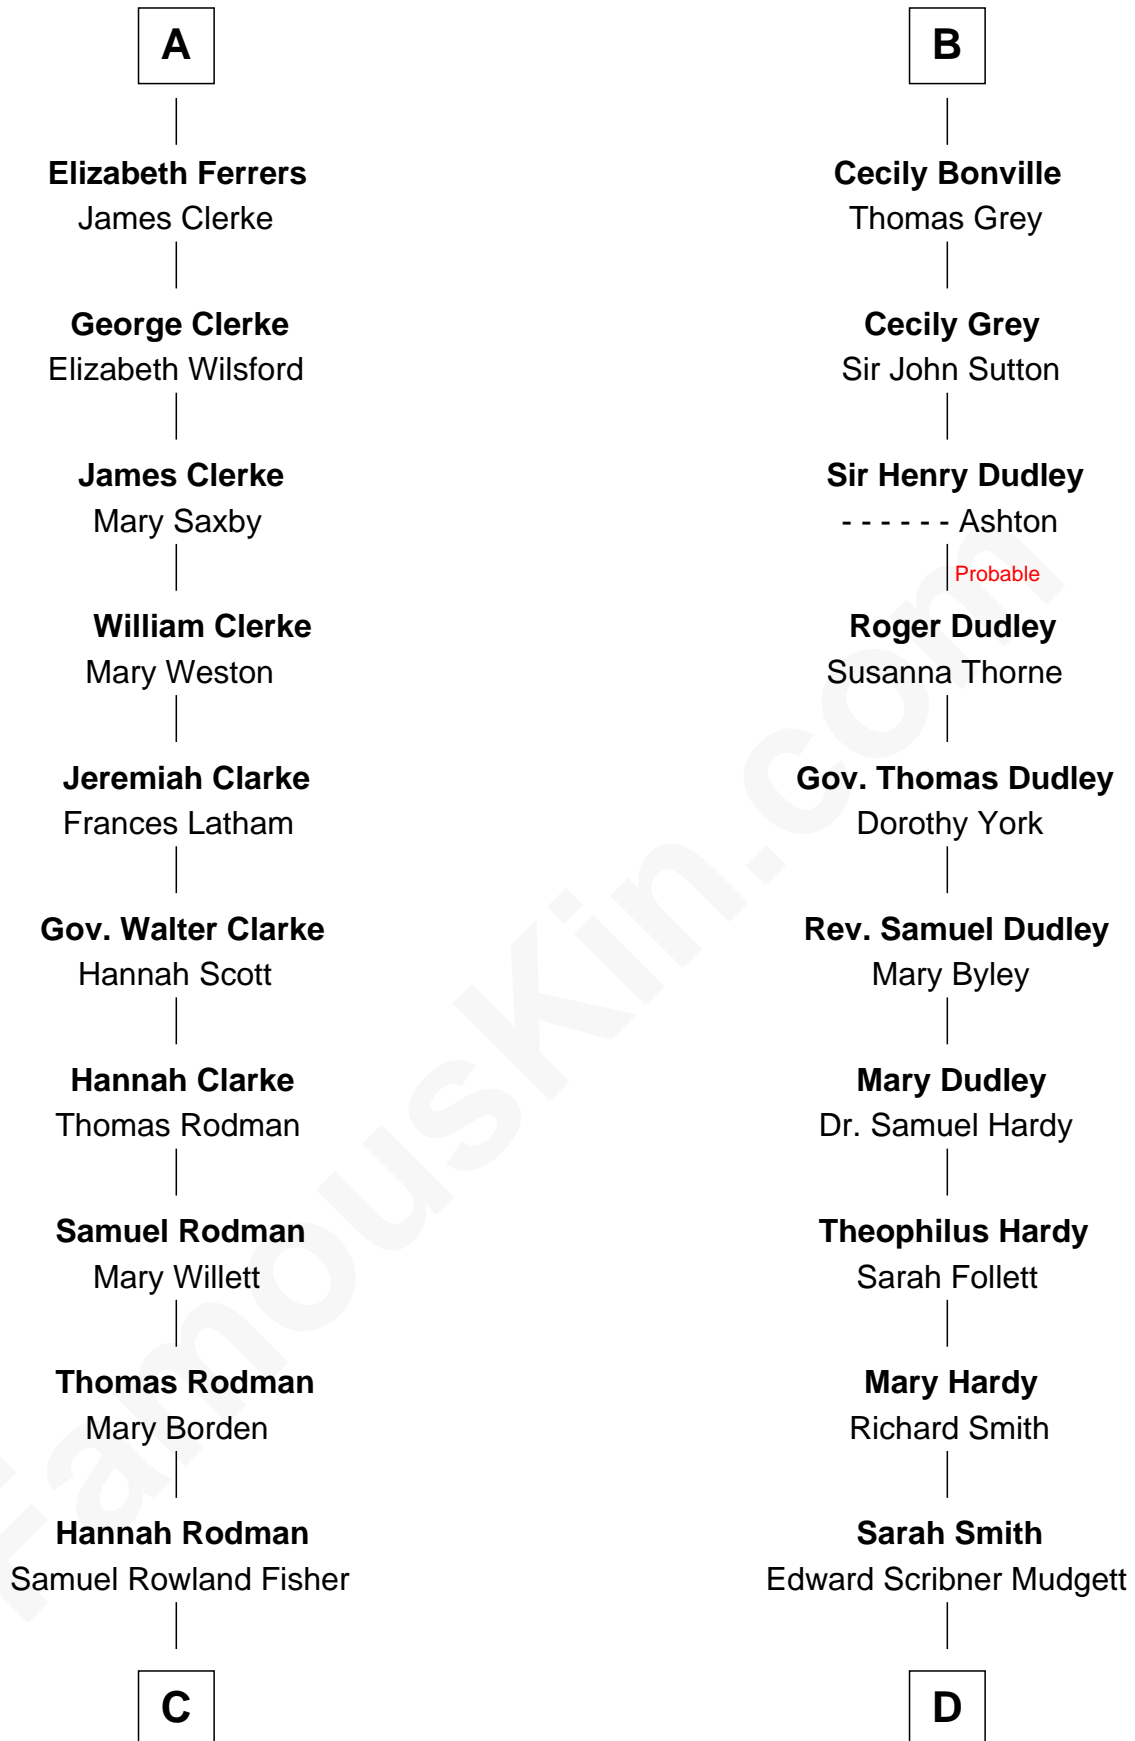 A
Elizabeth Ferrers
James Clerke
George Clerke
Elizabeth Wilsford
James Clerke
Mary Saxby
William Clerke
Mary Weston
Jeremiah Clarke
Frances Latham
Gov. Walter Clarke
Hannah Scott
Hannah Clarke
Thomas Rodman
Samuel Rodman
Mary Willett
Thomas Rodman
Mary Borden
Hannah Rodman
Samuel Rowland Fisher
C
B
Cecily Bonville
Thomas Grey
Cecily Grey
Sir John Sutton
Sir Henry Dudley
- - - - - - Ashton
Probable
Roger Dudley
Susanna Thorne
Gov. Thomas Dudley
Dorothy York
Rev. Samuel Dudley
Mary Byley
Mary Dudley
Dr. Samuel Hardy
Theophilus Hardy
Sarah Follett
Mary Hardy
Richard Smith
Sarah Smith
Edward Scribner Mudgett
D
FamousKin.com